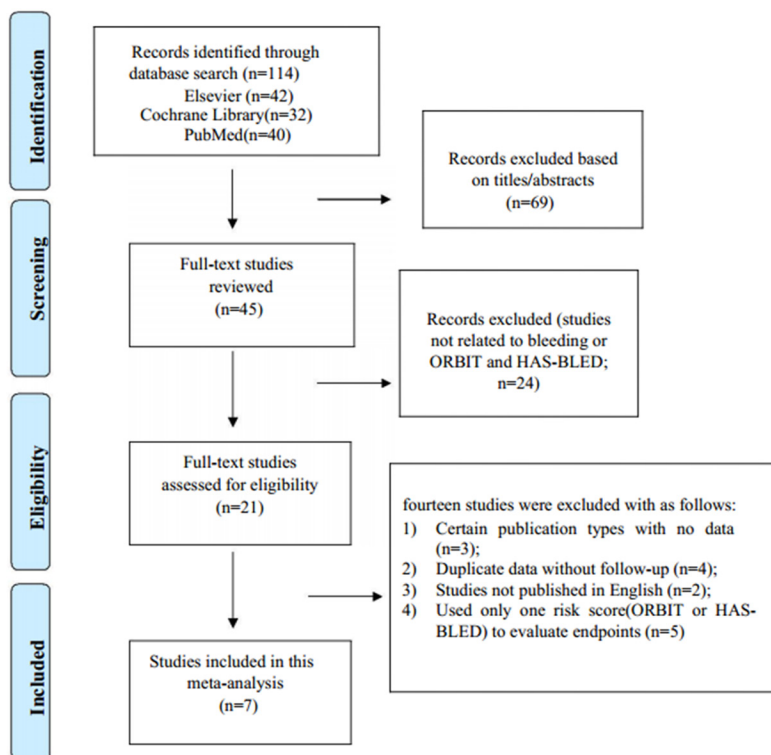 Identification
Records identified through
database search (n=114)
Elsevier (n=42)
Cochrane Library(n=32)
PubMed(n=40)
Records excluded based
on titles/abstracts
(n=69)
Screening
Full-text studies
reviewed
(n=45)
Records excluded (studies
not related to bleeding or
ORBIT and HAS-BLED;
n=24)
Eligibility
Full-text studies
assessed for eligibility
(n=21)
fourteen studies were excluded with as follows:
1) Certain publication types with no data
(n=3);
2) Duplicate data without follow-up (n=4);
3) Studies not published in English (n=2);
4) Used only one risk score(ORBIT or HAS-
BLED) to evaluate endpoints (n=5)
Included
Studies included in this
meta-analysis
(n=7)